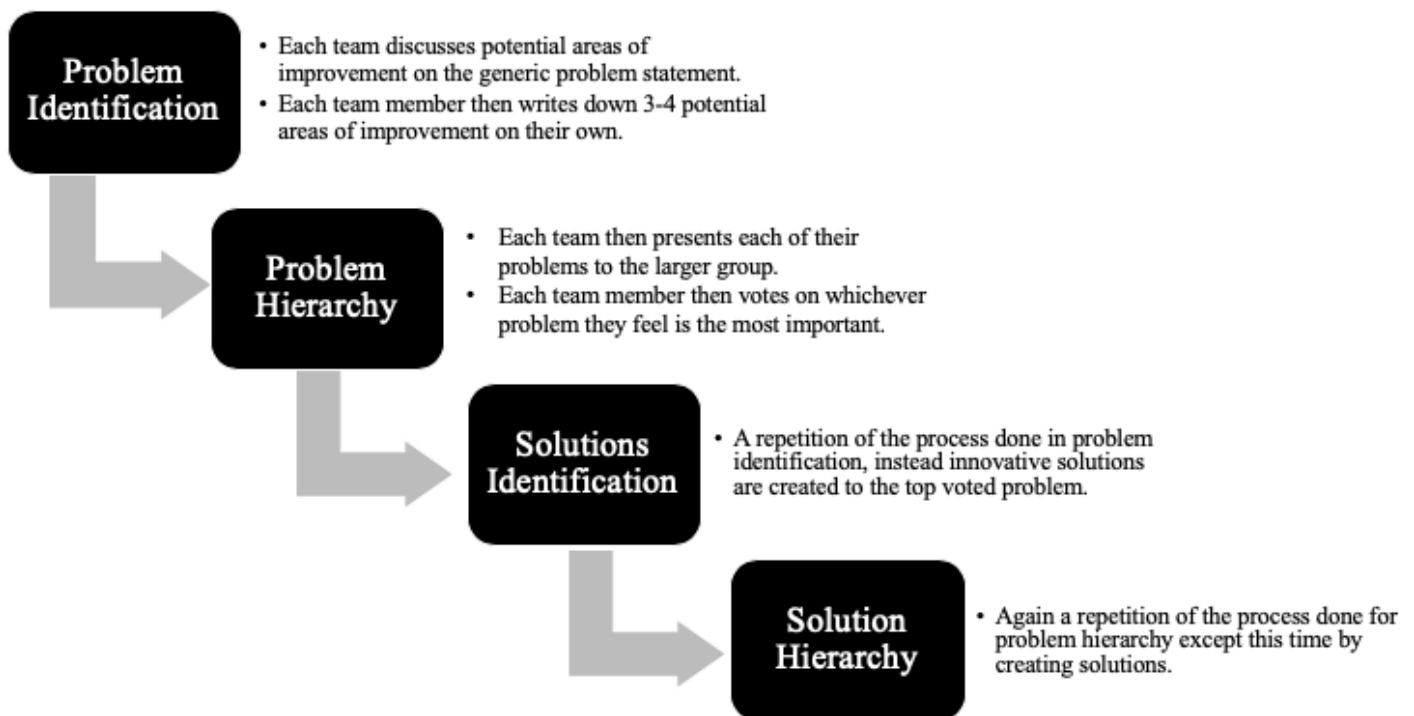 Problem
Identification
• Each team discusses potential areas of
improvement on the generic problem statement.
• Each team member then writes down 3-4 potential
areas of improvement on their own.
Problem
Hierarchy
• Each team then presents each of their
problems to the larger group.
• Each team member then votes on whichever
problem they feel is the most important.
Solutions
Identification
• A repetition of the process done in problem
identification, instead innovative solutions
are created to the top voted problem.
Solution
Hierarchy
• Again a repetition of the process done for
problem hierarchy except this time by
creating solutions.